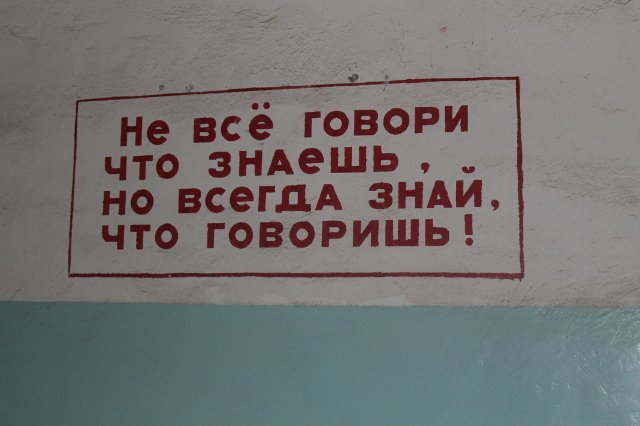 Не всё говори
что знаешь,
но всегда знай,
что говоришь!